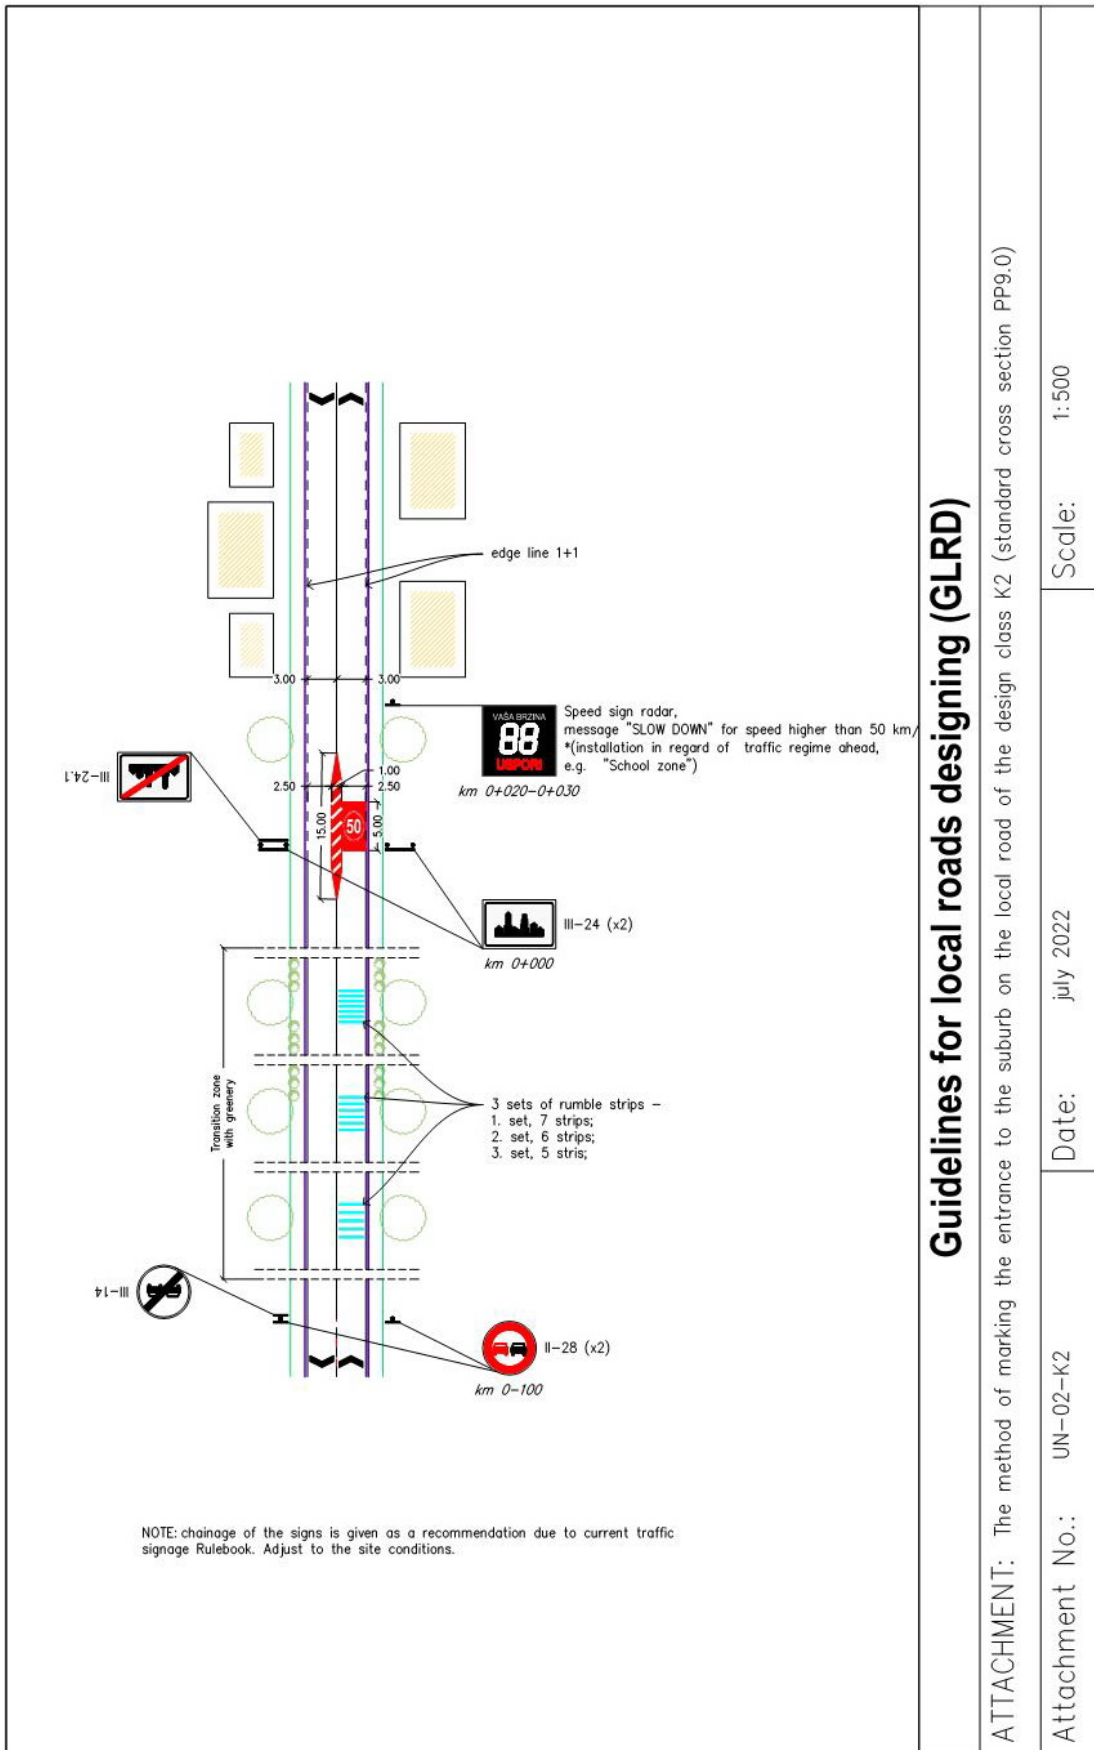 edge line 1+1
3.00
3.00
VAŠA BRZINA
88
USPORI
Speed sign radar,
message "SLOW DOWN" for speed higher than 50 km/
*(installation in regard of traffic regime ahead,
e.g. "School zone")
km 0+020-0+030
III-24.1
2.50
1.00
2.50
15.00
50
5.00
III-24 (x2)
km 0+000
Transition zone
with greenery
3 sets of rumble strips –
1. set, 7 strips;
2. set, 6 strips;
3. set, 5 stris;
III-14
II-28 (x2)
km 0-100
NOTE: chainage of the signs is given as a recommendation due to current traffic
signage Rulebook. Adjust to the site conditions.
Guidelines for local roads designing (GLRD)
ATTACHMENT: The method of marking the entrance to the suburb on the local road of the design class K2 (standard cross section PP9.0)
Attachment No.: UN-02-K2 Date: july 2022 Scale: 1:500